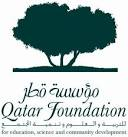 مؤسسة قطر
للتربية والعلوم وتنمية المجتمع
Qatar Foundation
for education, science and community development